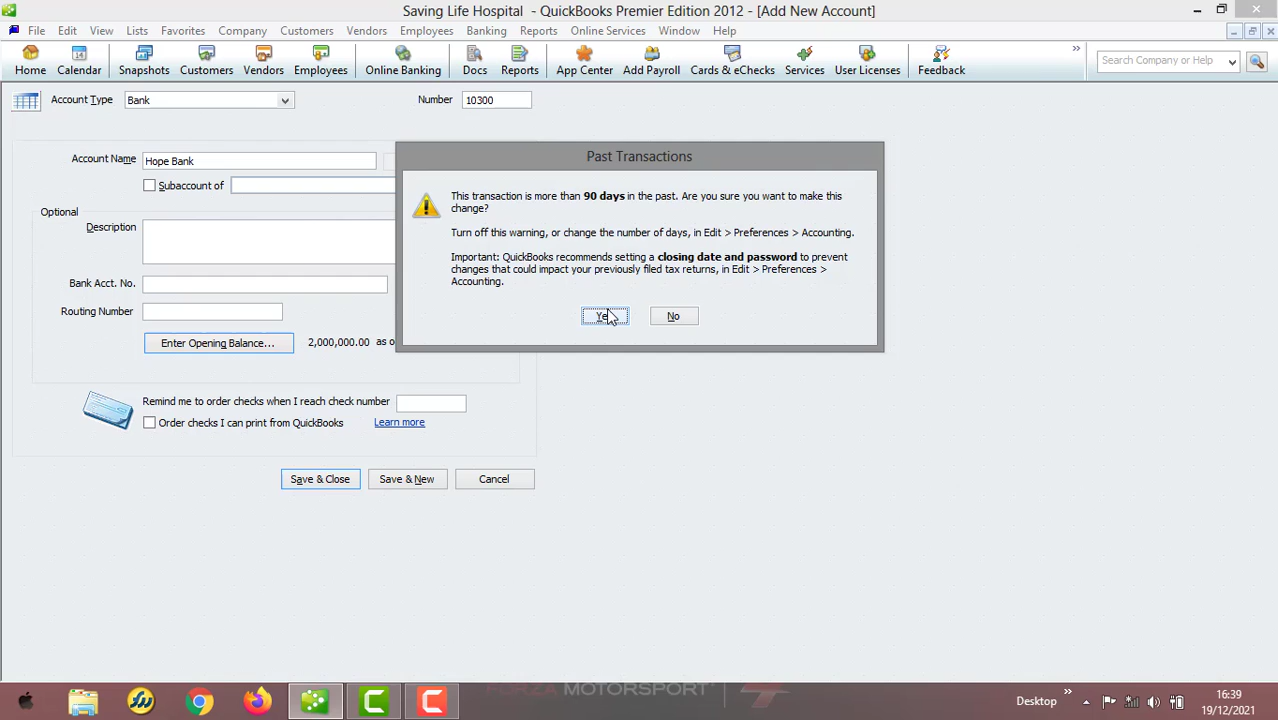 Saving Life Hospital - QuickBooks Premier Edition 2012 - [Add New Account]
File Edit View Lists Favorites Company Customers Vendors Employees Banking Reports Online Services Window Help
Home Calendar Snapshots Customers Vendors Employees Online Banking Docs Reports App Center Add Payroll Cards & eChecks Services User Licenses Feedback
Search Company or Help
Account Type Bank Number 10300
Past Transactions
Account Name Hope Bank
Subaccount of
This transaction is more than 90 days in the past. Are you sure you want to make this
change?
Turn off this warning, or change the number of days, in Edit > Preferences > Accounting.
Important: QuickBooks recommends setting a closing date and password to prevent
changes that could impact your previously filed tax returns, in Edit > Preferences >
Accounting.
Yes No
Optional
Description
Bank Acct. No.
Routing Number
Enter Opening Balance... 2,000,000.00 as o
Remind me to order checks when I reach check number
Order checks I can print from QuickBooks Learn more
Save & Close Save & New Cancel
FORZA MOTORSPORT
Desktop
16:39
19/12/2021